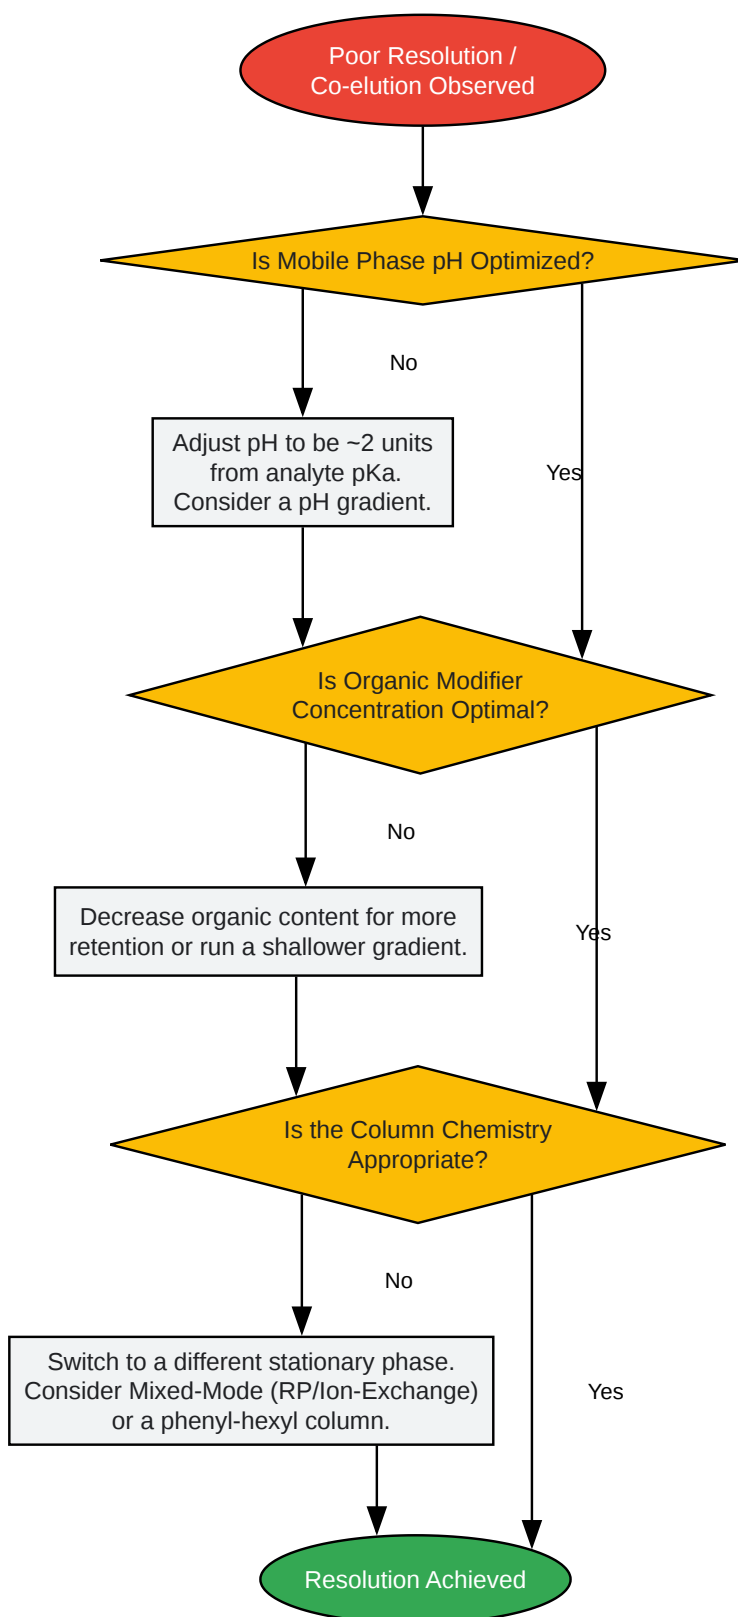 Poor Resolution /
Co-elution Observed
Is Mobile Phase pH Optimized?
No
Adjust pH to be ~2 units
from analyte pKa.
Consider a pH gradient.
Yes
Is Organic Modifier
Concentration Optimal?
No
Decrease organic content for more
retention or run a shallower gradient.
Yes
Is the Column Chemistry
Appropriate?
No
Switch to a different stationary phase.
Consider Mixed-Mode (RP/Ion-Exchange)
or a phenyl-hexyl column.
Yes
Resolution Achieved